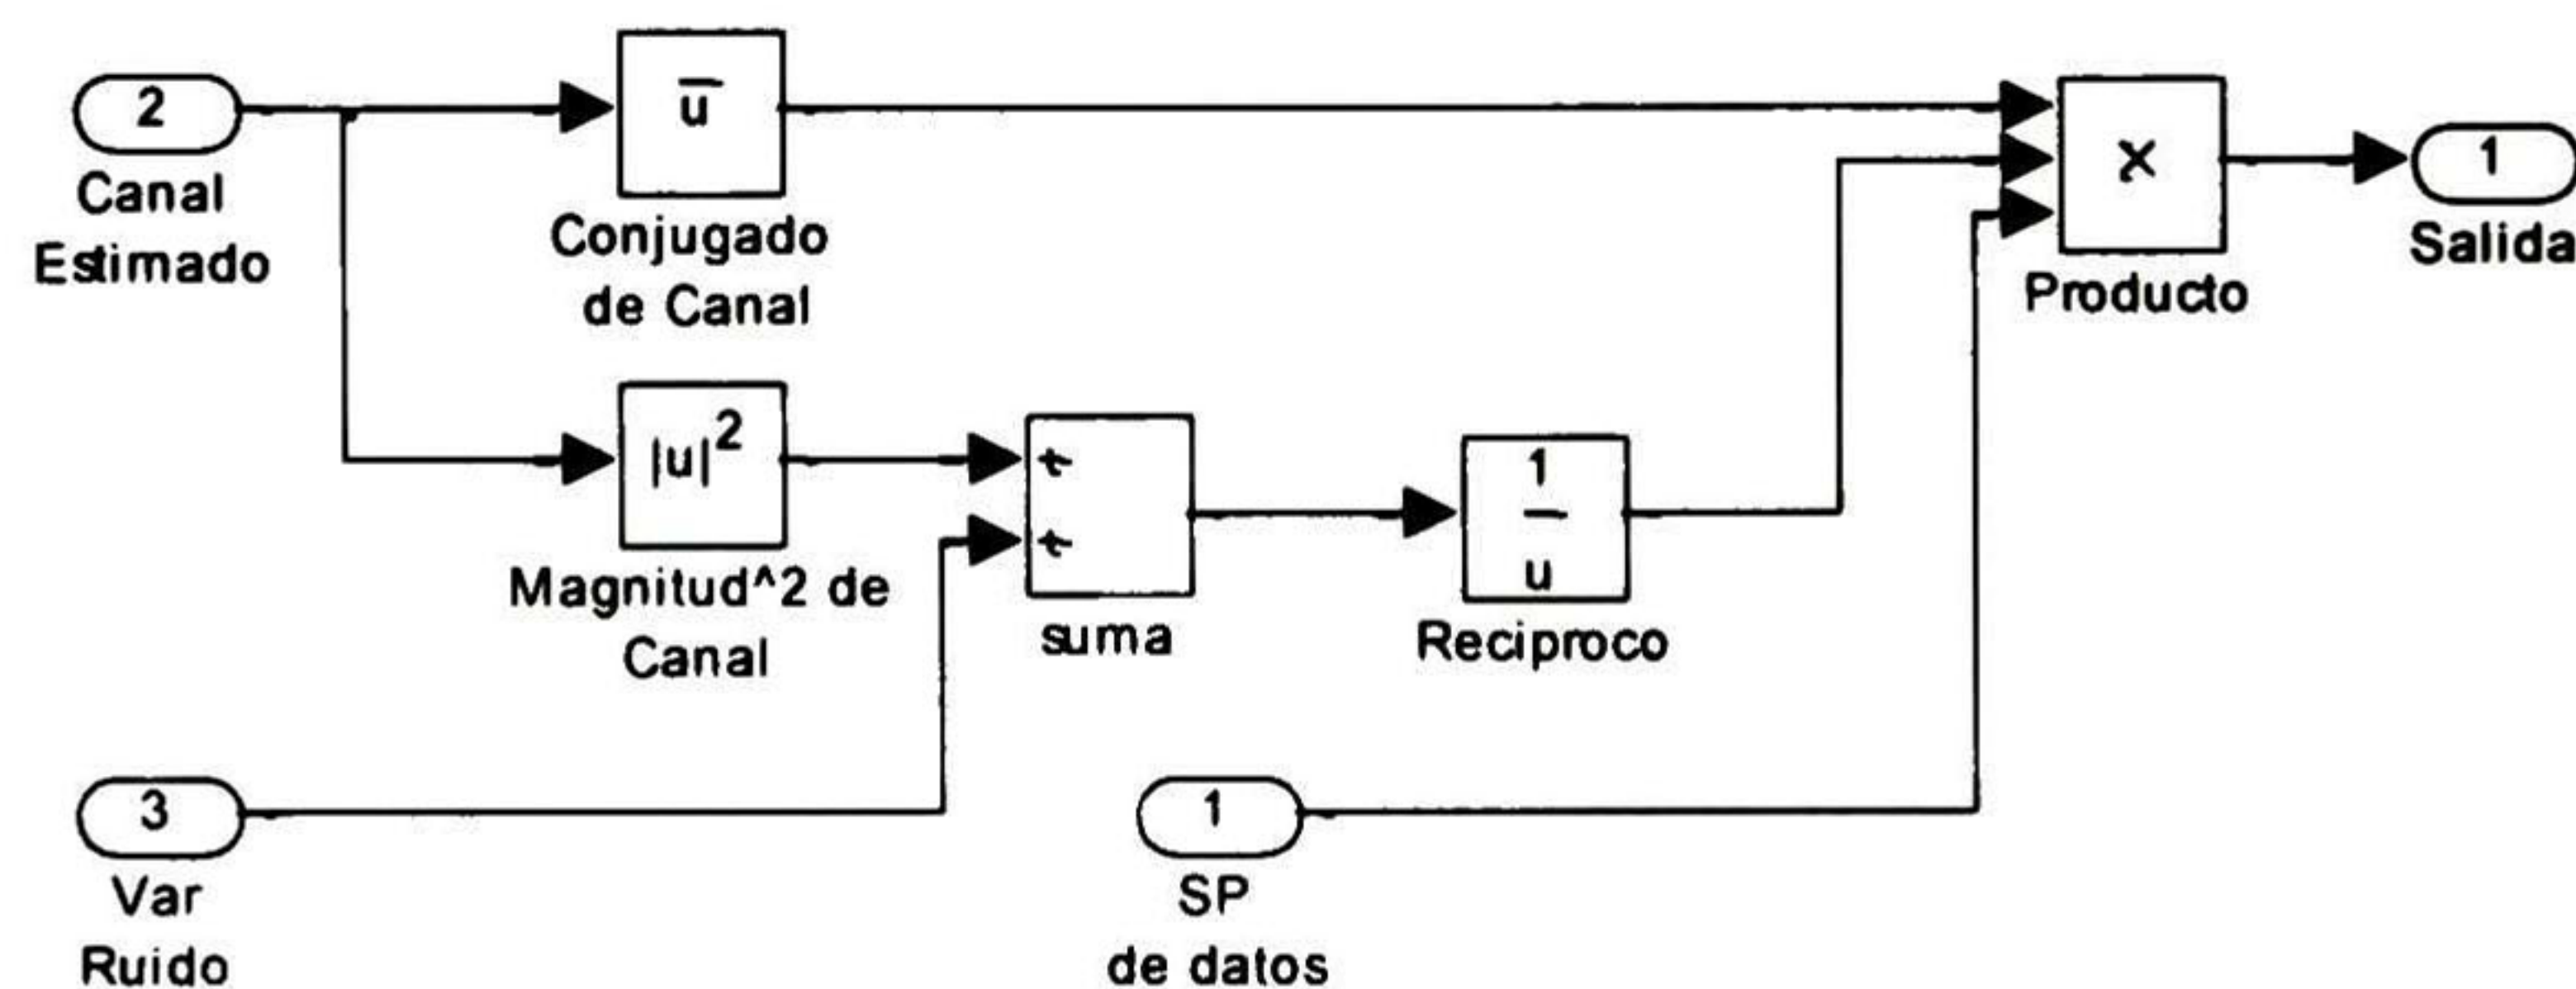 2
Canal
Estimado
u
Conjugado
de Canal
x
Producto
1
Salida
|u|²
Magnitud^2 de
Canal
+
+
suma
1
u
Reciproco
3
Var
Ruido
1
SP
de datos